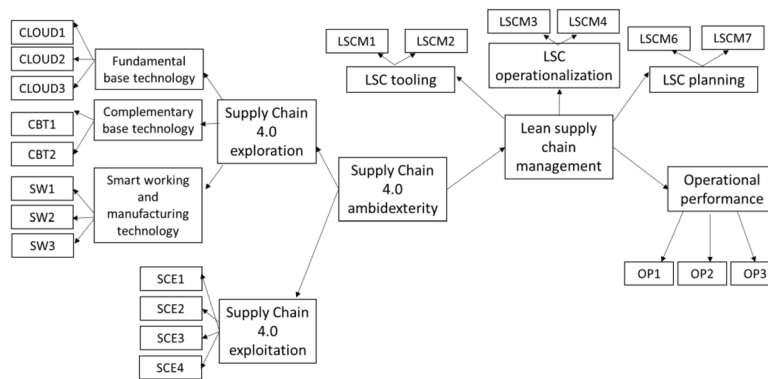 CLOUD1
CLOUD2
CLOUD3
Fundamental
base technology
CBT1
CBT2
Complementary
base technology
SW1
SW2
SW3
Smart working
and
manufacturing
technology
Supply Chain
4.0
exploration
SCE1
SCE2
SCE3
SCE4
Supply Chain
4.0
exploitation
Supply Chain
4.0
ambidexterity
LSCM1
LSCM2
LSC tooling
LSCM3
LSCM4
LSC
operationalization
LSCM6
LSCM7
LSC planning
Lean supply
chain
management
Operational
performance
OP1
OP2
OP3